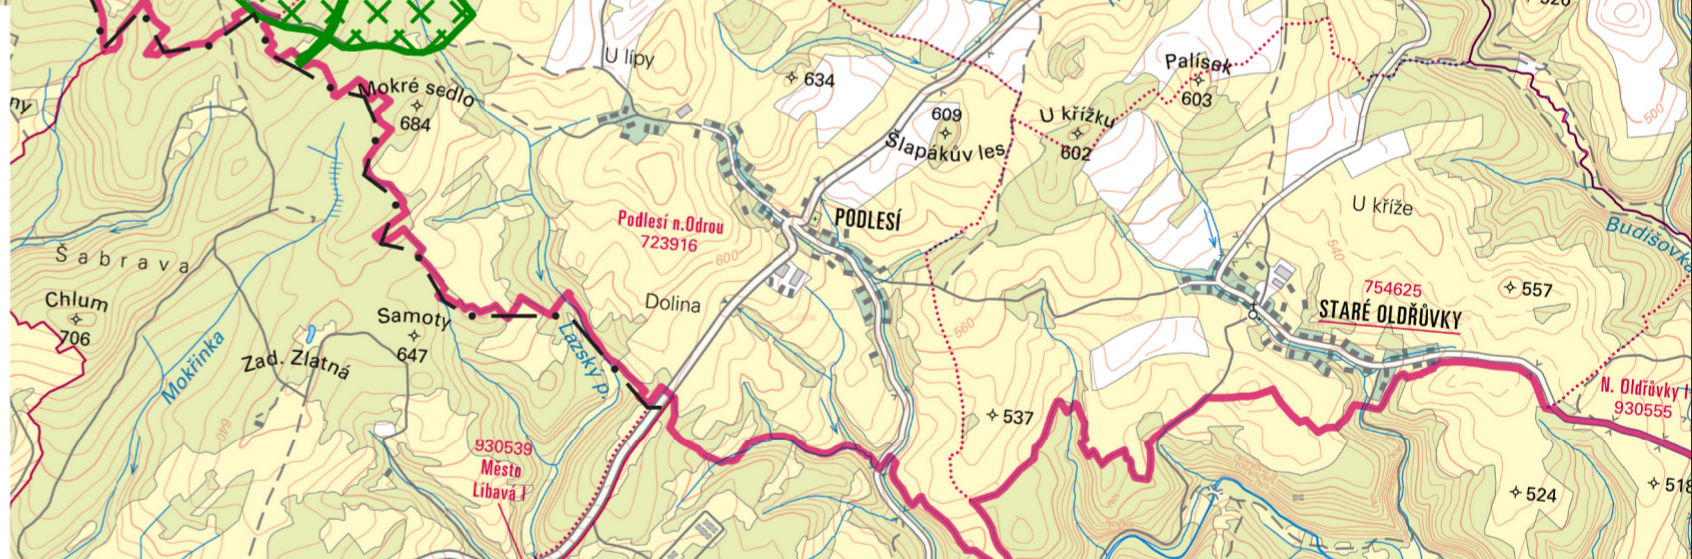 U lípy
634
Mokré sedlo
684
609
Šlapákův les
U křížku
602
Palísek
603
500
Podlesí n.Odrou
723916
PODLESÍ
600
U kříže
540
Budišovka
Šabrava
Chlum
706
Samoty
647
Zad. Zlatná
Mokřinka
640
Lazský p.
Dolina
560
754625
STARÉ OLDŘŮVKY
557
537
N. Oldřůvky I
930555
930539
Město
Libavá I
524
518